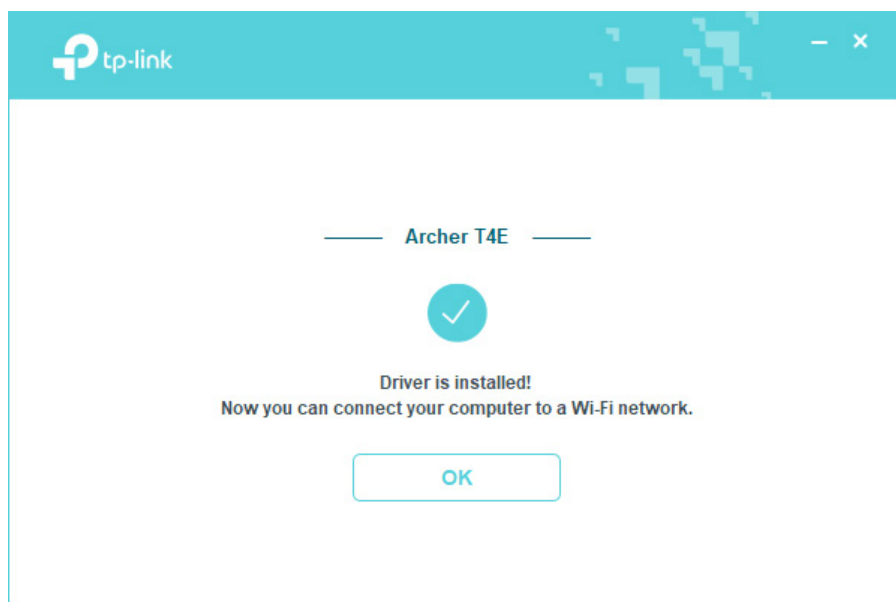 tp-link
Archer T4E
Driver is installed!
Now you can connect your computer to a Wi-Fi network.
OK